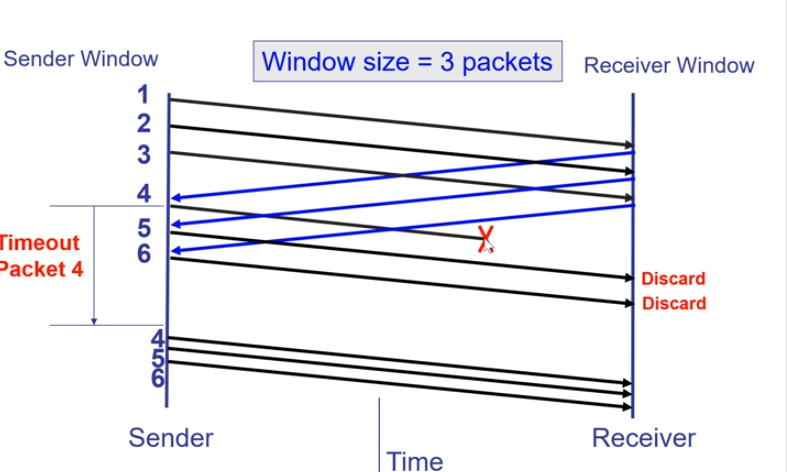 Window size = 3 packets
Sender Window
Receiver Window
1
2
3
4
5
6
Timeout
Packet 4
Discard
Discard
4
5
6
Sender
Receiver
Time